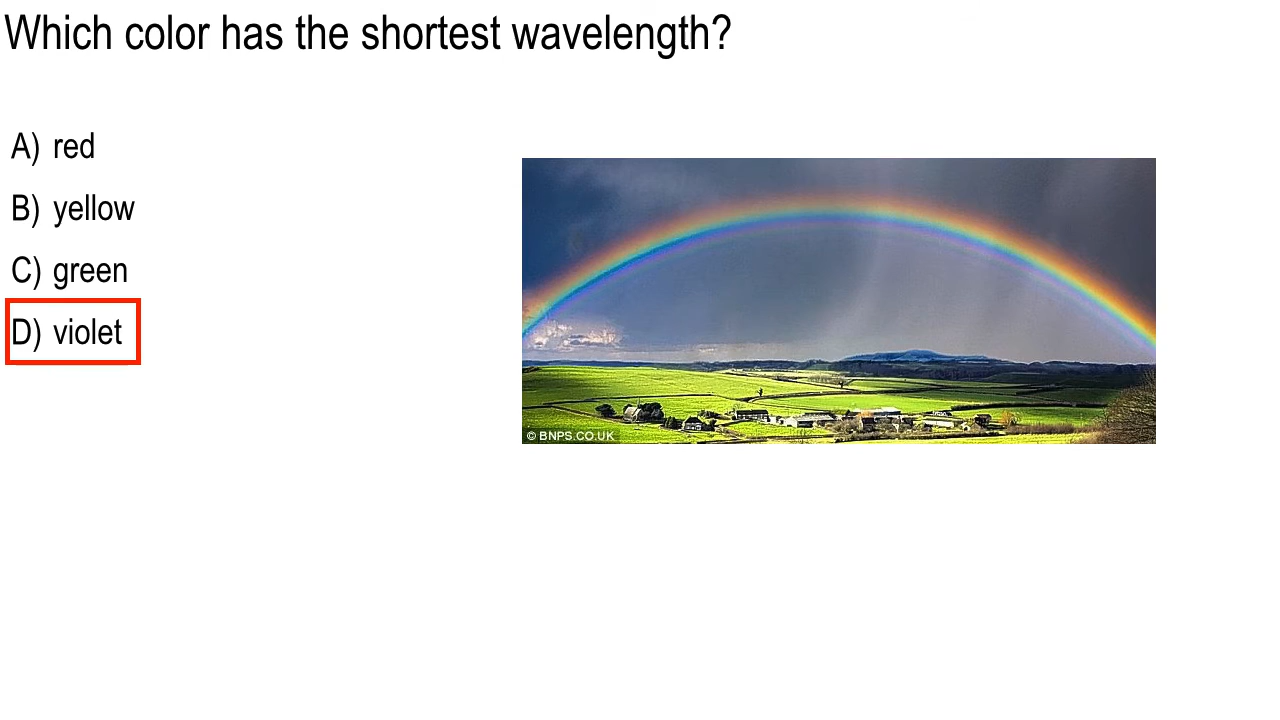 Which color has the shortest wavelength?
A) red
B) yellow
C) green
D) violet
© BNPS.CO.UK